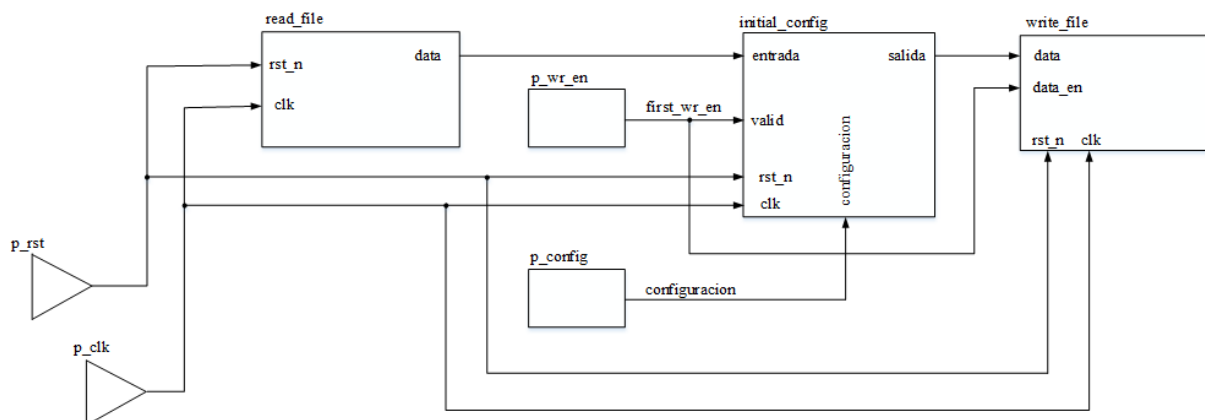 read_file
rst_n
data
clk
p_wr_en
first_wr_en
initial_config
entrada
salida
valid
configuracion
rst_n
clk
write_file
data
data_en
rst_n clk
p_rst
p_config
configuracion
p_clk